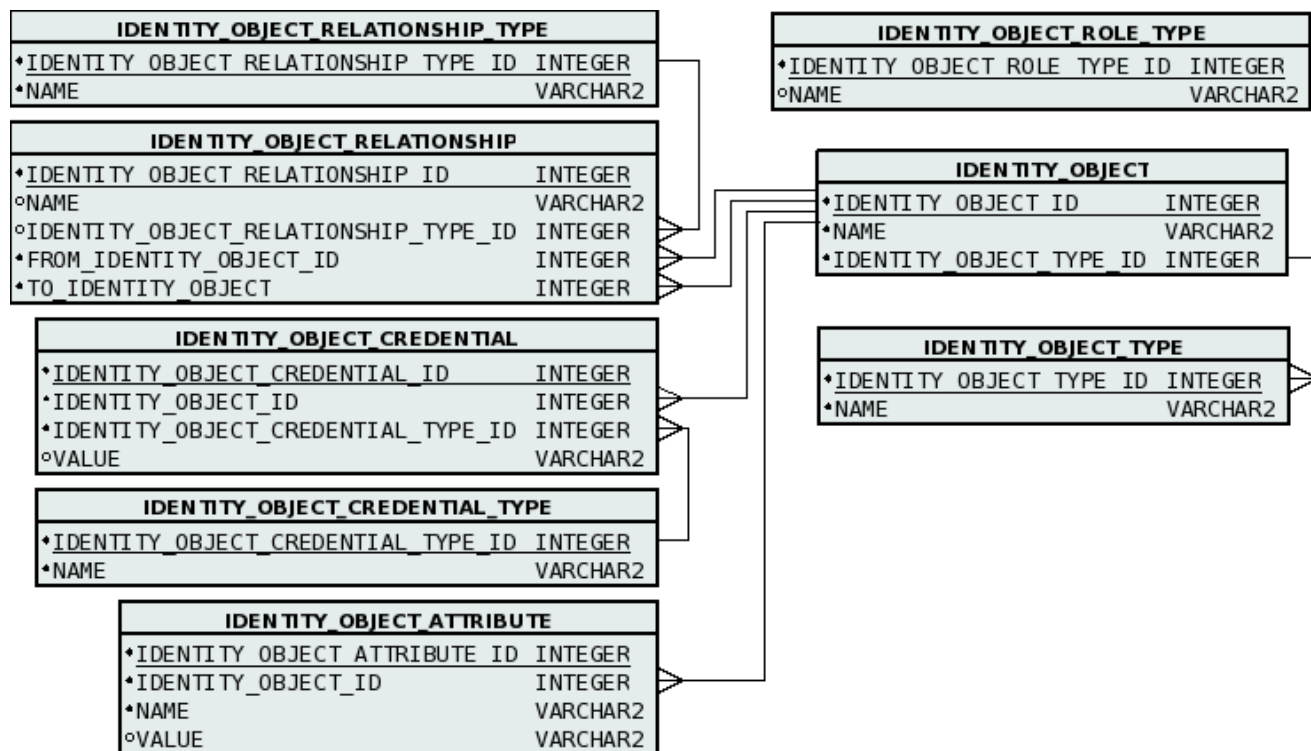 IDENTITY_OBJECT_RELATIONSHIP_TYPE
IDENTITY_OBJECT_RELATIONSHIP_TYPE_ID INTEGER
NAME VARCHAR2
IDENTITY_OBJECT_RELATIONSHIP
IDENTITY_OBJECT_RELATIONSHIP_ID INTEGER
NAME VARCHAR2
IDENTITY_OBJECT_RELATIONSHIP_TYPE_ID INTEGER
FROM_IDENTITY_OBJECT_ID INTEGER
TO_IDENTITY_OBJECT INTEGER
IDENTITY_OBJECT_CREDENTIAL
IDENTITY_OBJECT_CREDENTIAL_ID INTEGER
IDENTITY_OBJECT_ID INTEGER
IDENTITY_OBJECT_CREDENTIAL_TYPE_ID INTEGER
VALUE VARCHAR2
IDENTITY_OBJECT_CREDENTIAL_TYPE
IDENTITY_OBJECT_CREDENTIAL_TYPE_ID INTEGER
NAME VARCHAR2
IDENTITY_OBJECT_ATTRIBUTE
IDENTITY_OBJECT_ATTRIBUTE_ID INTEGER
IDENTITY_OBJECT_ID INTEGER
NAME VARCHAR2
VALUE VARCHAR2
IDENTITY_OBJECT_ROLE_TYPE
IDENTITY_OBJECT_ROLE_TYPE_ID INTEGER
NAME VARCHAR2
IDENTITY_OBJECT
IDENTITY_OBJECT_ID INTEGER
NAME VARCHAR2
IDENTITY_OBJECT_TYPE_ID INTEGER
IDENTITY_OBJECT_TYPE
IDENTITY_OBJECT_TYPE_ID INTEGER
NAME VARCHAR2